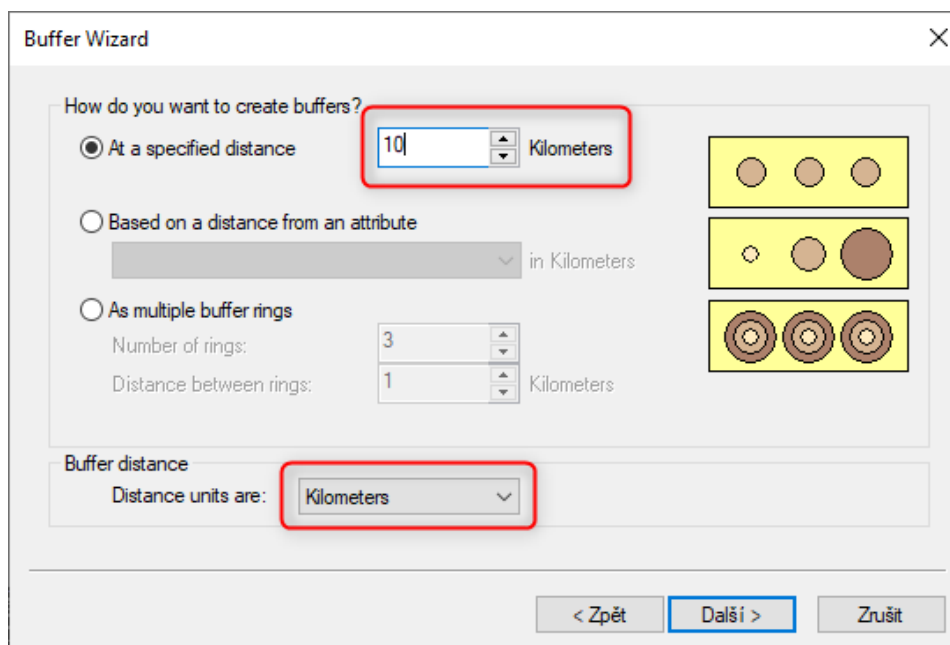 Buffer Wizard
How do you want to create buffers?
At a specified distance 10 Kilometers
Based on a distance from an attribute
in Kilometers
As multiple buffer rings
Number of rings: 3
Distance between rings: 1 Kilometers
Buffer distance
Distance units are: Kilometers
< Zpět Další > Zrušit